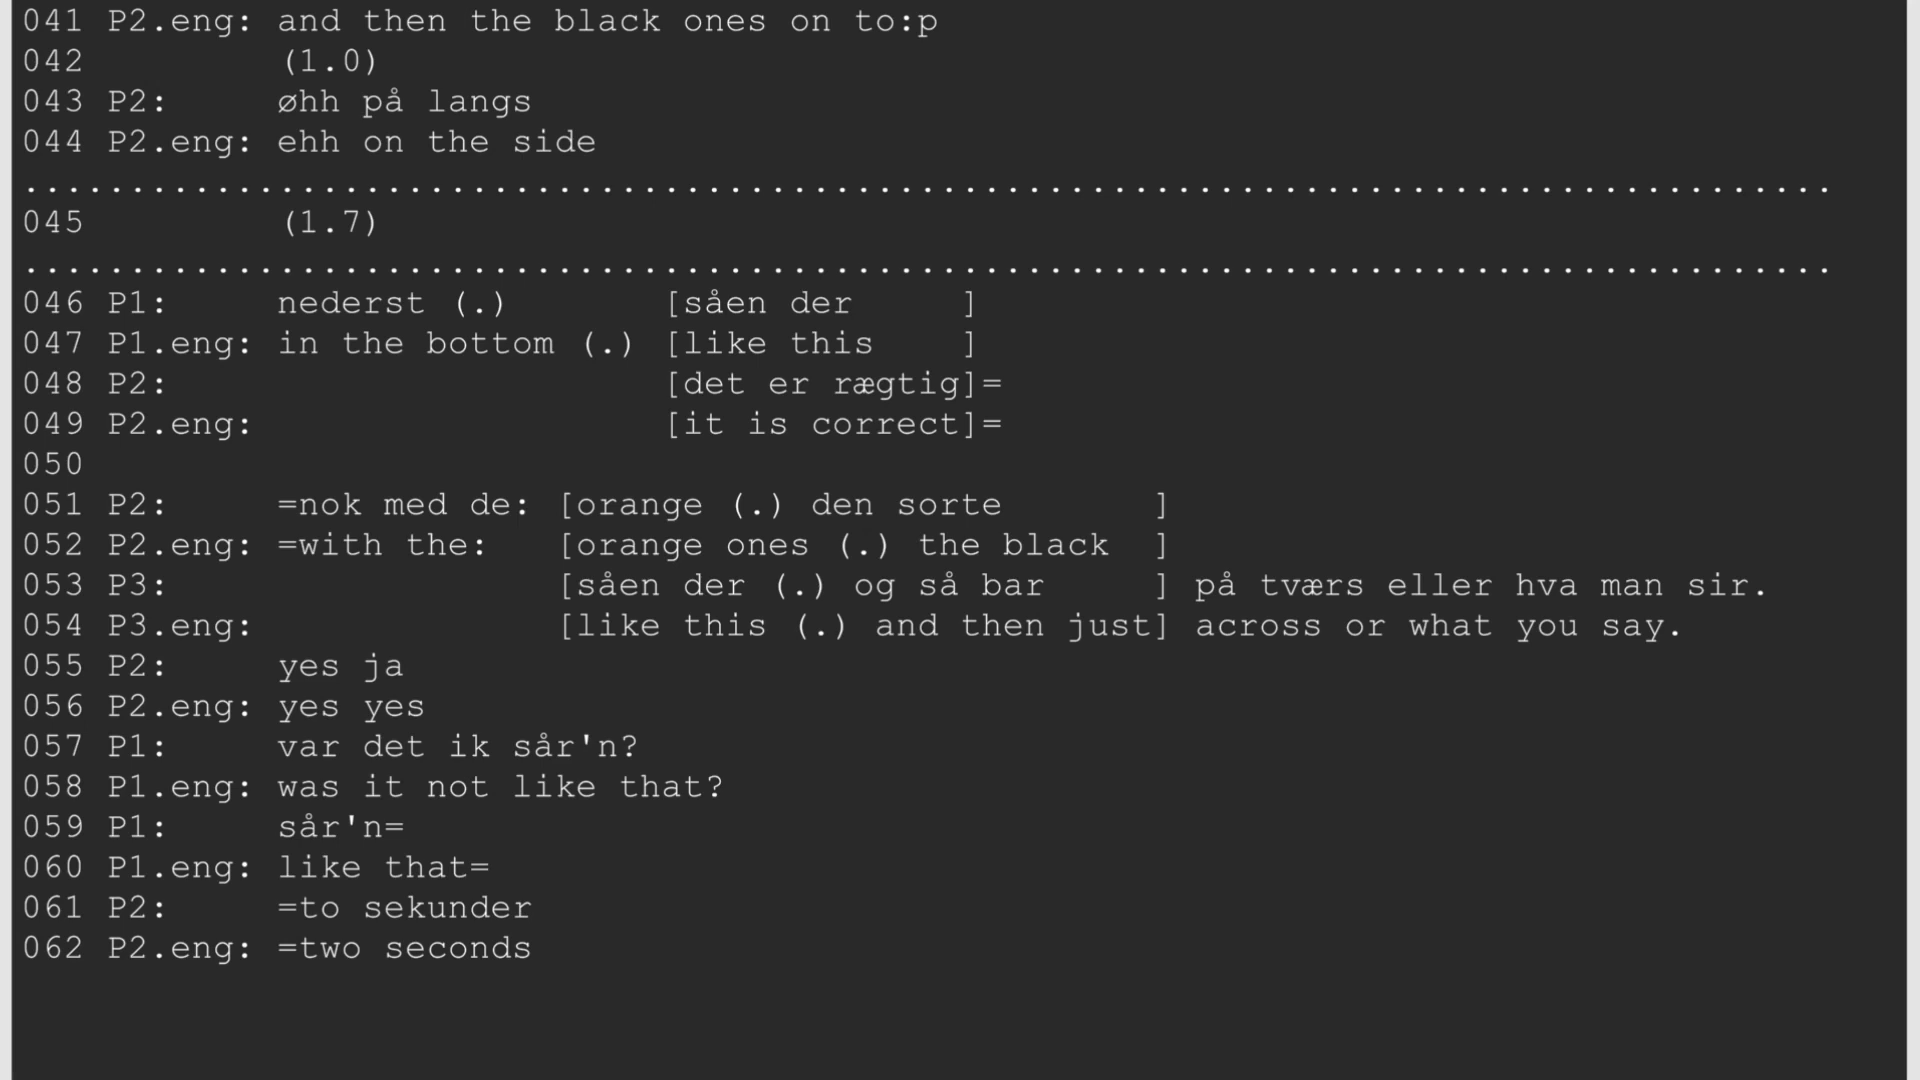 041 P2.eng: and then the black ones on to:p
042         (1.0)
043 P2:     øhh på langs
044 P2.eng: ehh on the side
.....................................................................................
045         (1.7)
.....................................................................................
046 P1:     nederst (.)       [såen der     ]
047 P1.eng: in the bottom (.) [like this    ]
048 P2:                       [det er rægtig]=
049 P2.eng:                   [it is correct]=
050
051 P2:     =nok med de: [orange (.) den sorte       ]
052 P2.eng: =with the:   [orange ones (.) the black  ]
053 P3:                  [såen der (.) og så bar     ] på tværs eller hva man sir.
054 P3.eng:              [like this (.) and then just] across or what you say.
055 P2:     yes ja
056 P2.eng: yes yes
057 P1:     var det ik sår'n?
058 P1.eng: was it not like that?
059 P1:     sår'n=
060 P1.eng: like that=
061 P2:     =to sekunder
062 P2.eng: =two seconds